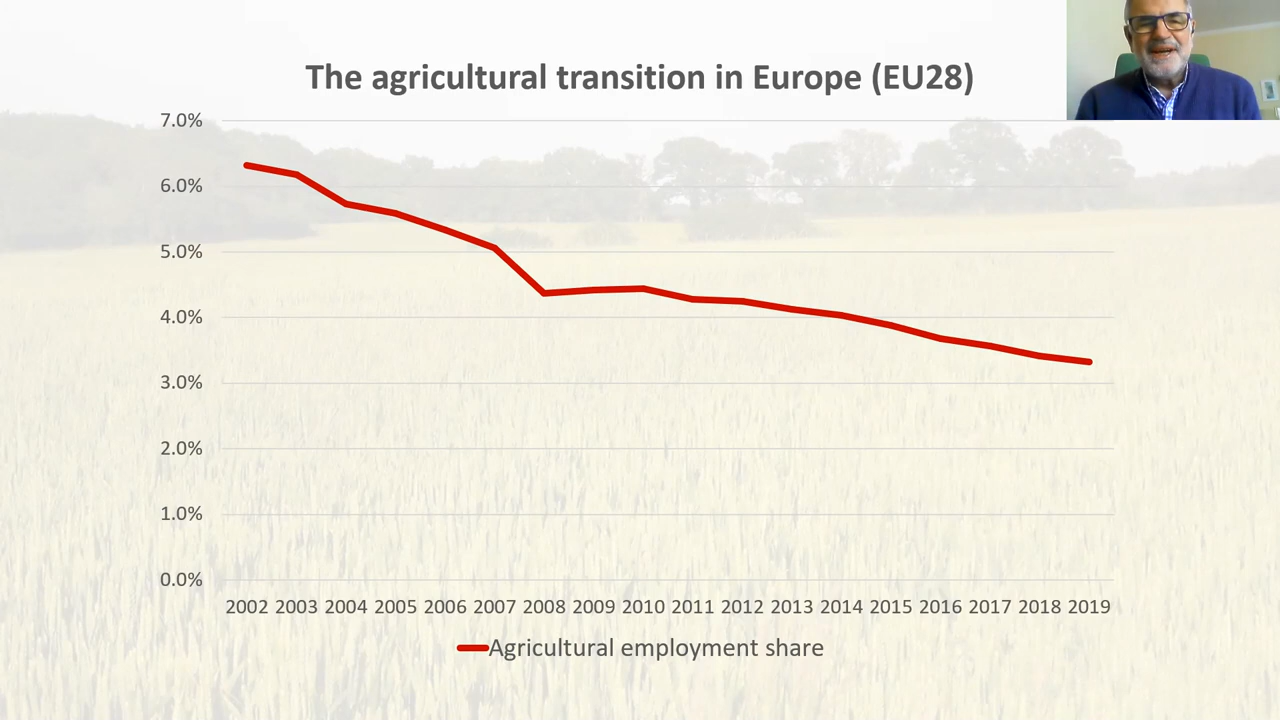 The agricultural transition in Europe (EU28)
7.0%
6.0%
5.0%
4.0%
3.0%
2.0%
1.0%
0.0%
2002 2003 2004 2005 2006 2007 2008 2009 2010 2011 2012 2013 2014 2015 2016 2017 2018 2019
Agricultural employment share